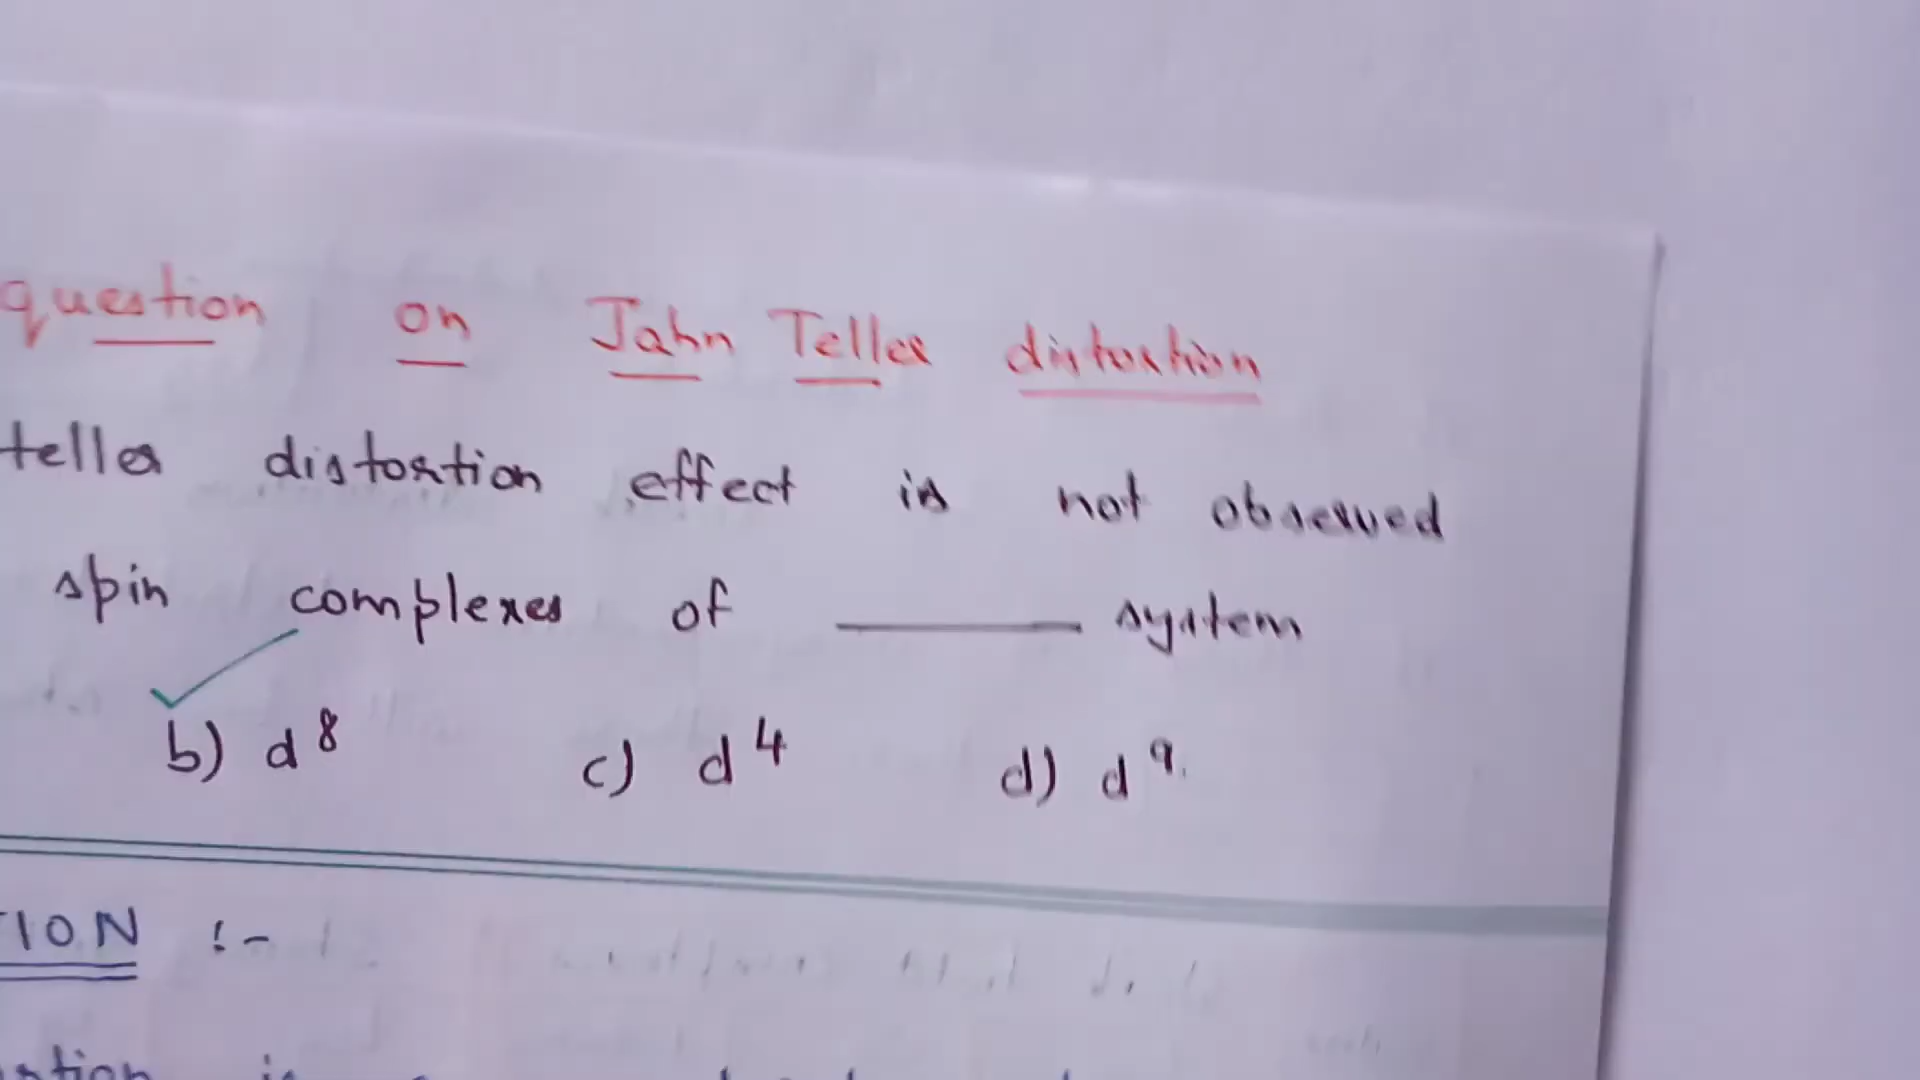 question on Jahn Teller distortion
teller distortion effect is not observed
spin complexes of ______ system
b) d⁸ c) d⁴ d) d⁹
TION :-